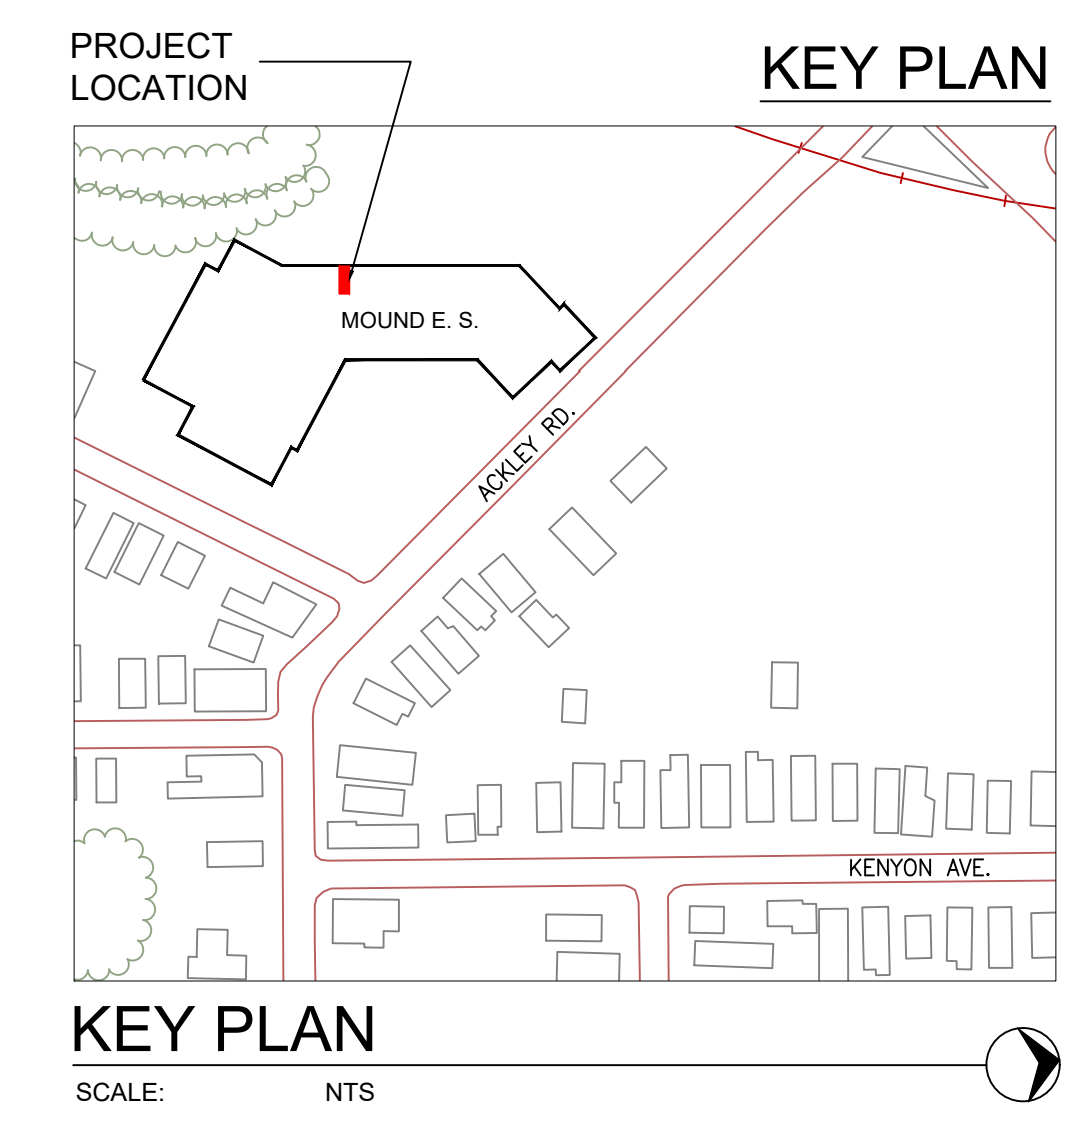 PROJECT
LOCATION
KEY PLAN
MOUND E. S.
ACKLEY RD.
KENYON AVE.
KEY PLAN
SCALE: NTS